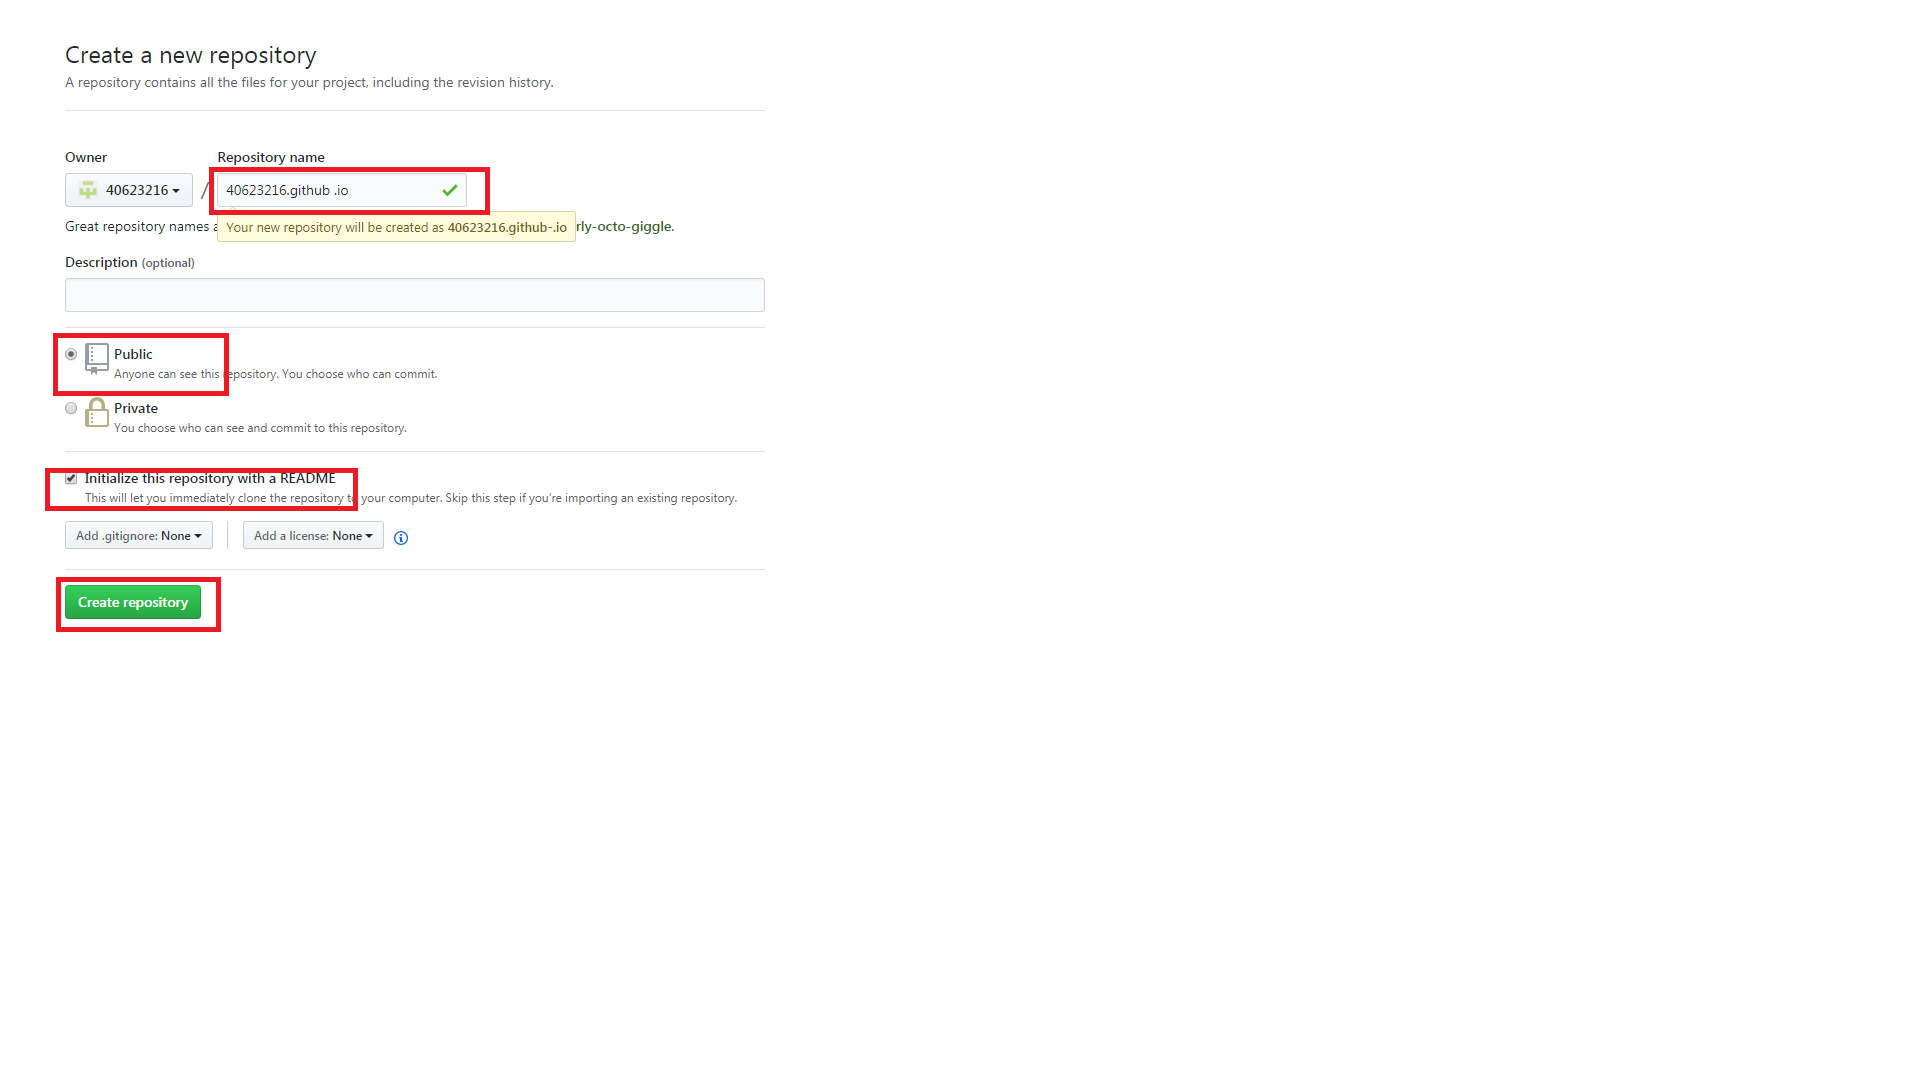 Create a new repository
A repository contains all the files for your project, including the revision history.
Owner
Repository name
40623216
/
40623216.github .io
Great repository names a
Your new repository will be created as 40623216.github-.io
rly-octo-giggle.
Description (optional)
Public
Anyone can see this repository. You choose who can commit.
Private
You choose who can see and commit to this repository.
Initialize this repository with a README
This will let you immediately clone the repository to your computer. Skip this step if you’re importing an existing repository.
Add .gitignore: None
Add a license: None
Create repository